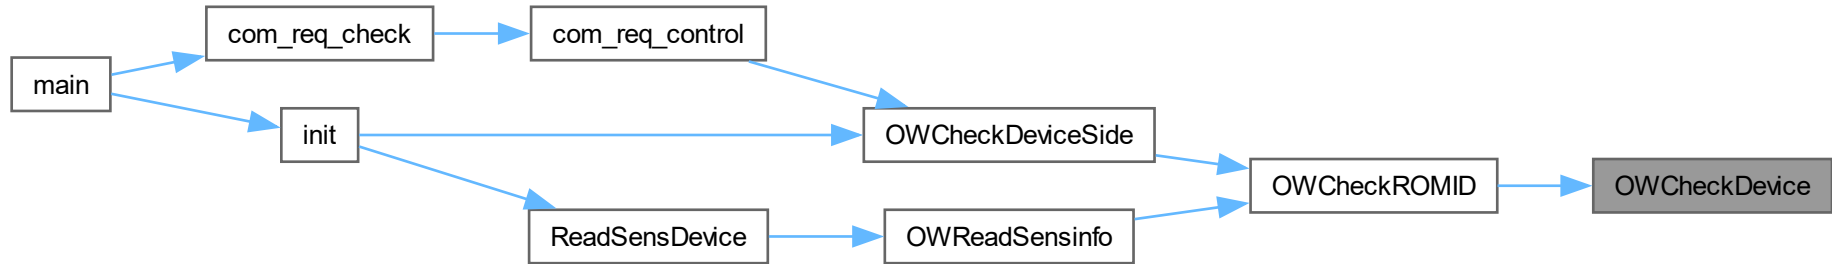 com_req_check
com_req_control
main
init
OWCheckDeviceSide
OWCheckROMID
OWCheckDevice
ReadSensDevice
OWReadSensinfo